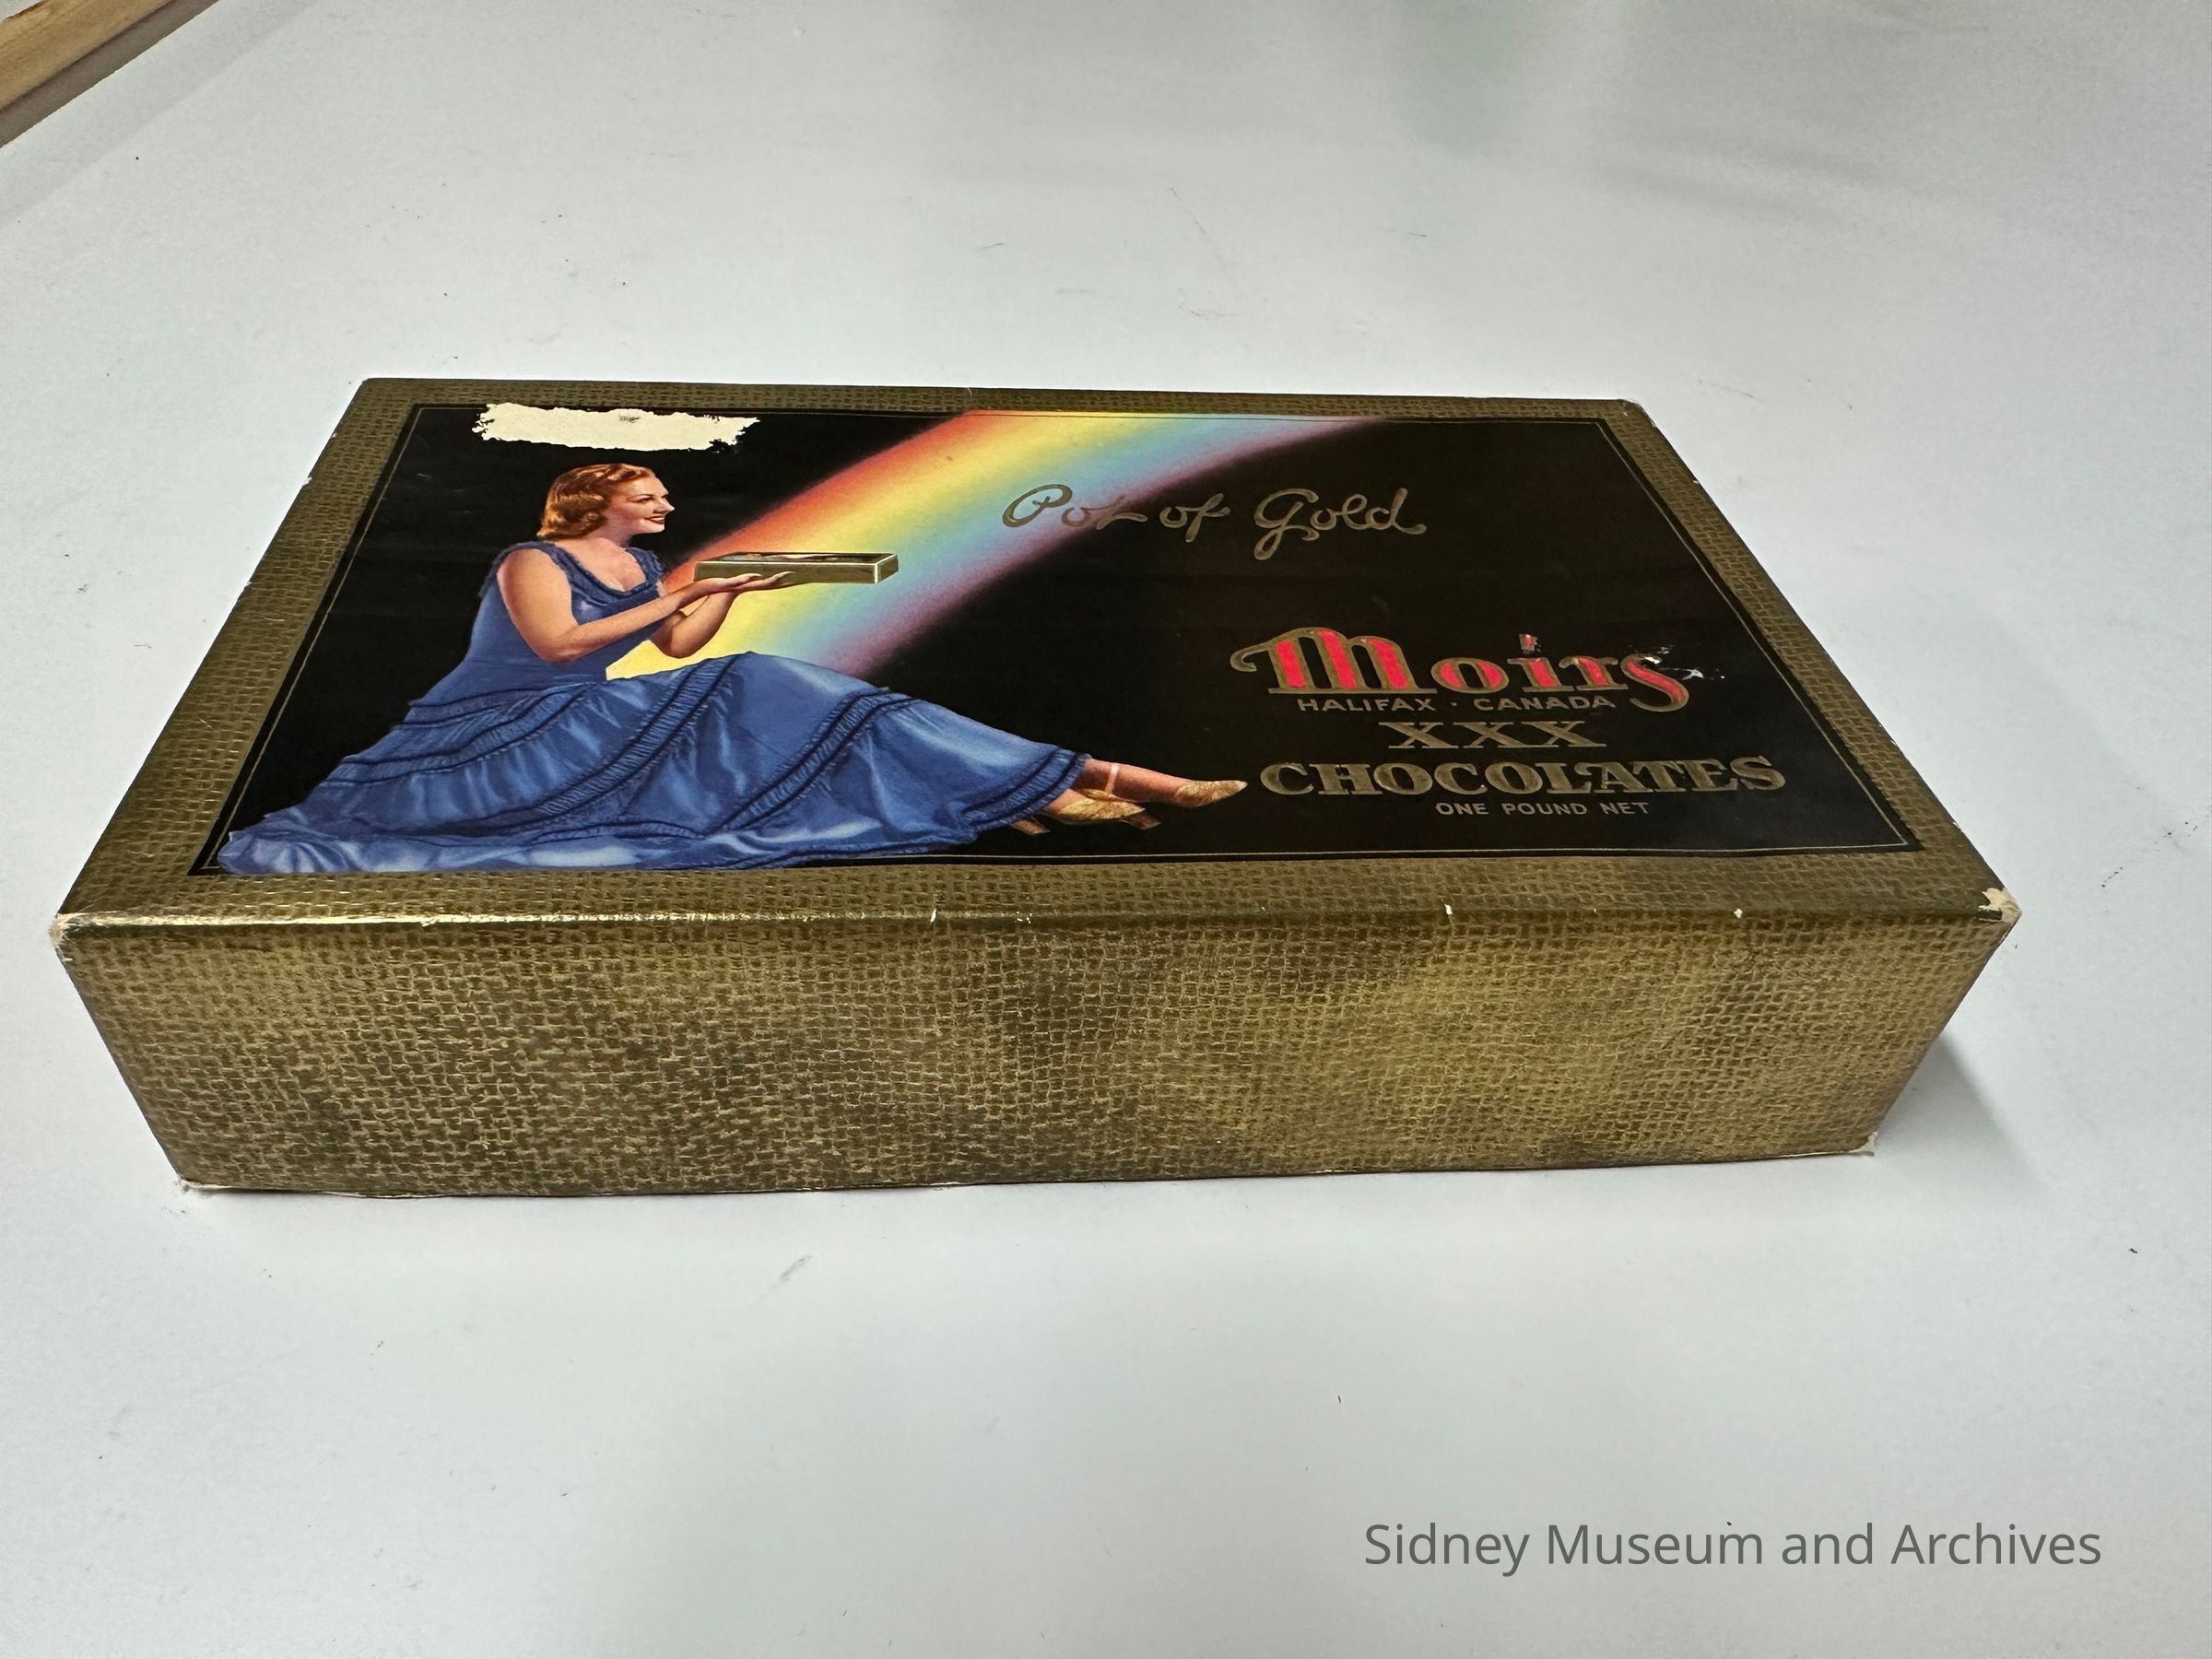 Pot of Gold
Moirs
HALIFAX · CANADA
XXX
CHOCOLATES
ONE POUND NET
Sidney Museum and Archives